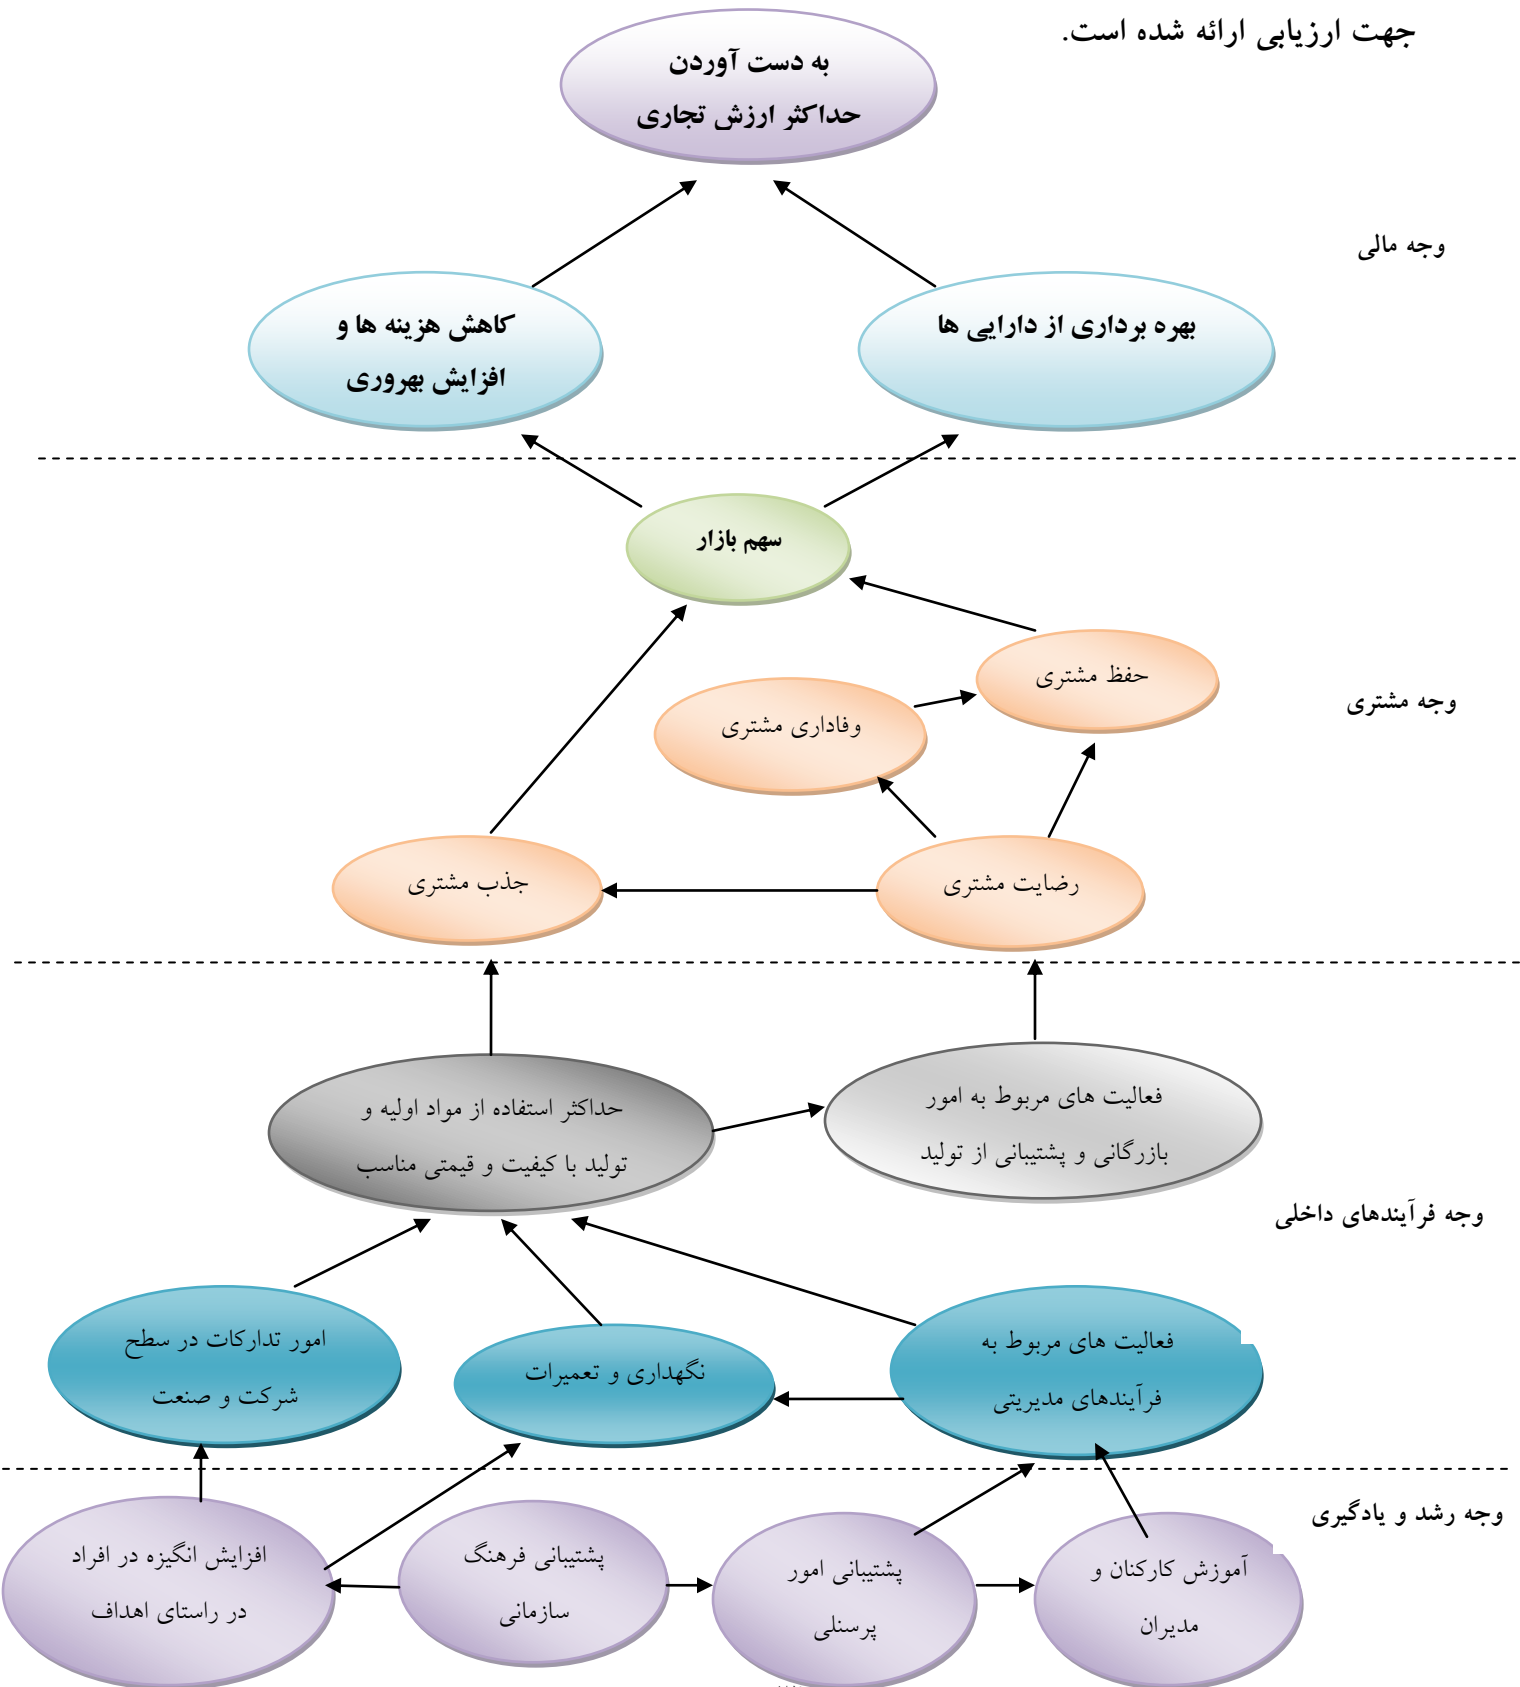 جهت ارزیابی ارائه شده است.
به دست آوردن
حداکثر ارزش تجاری
وجه مالی
بهره برداری از دارایی ها
کاهش هزینه ها و
افزایش بهروری
سهم بازار
حفظ مشتری
وفاداری مشتری
وجه مشتری
رضایت مشتری
جذب مشتری
فعالیت های مربوط به امور
بازرگانی و پشتیبانی از تولید
حداکثر استفاده از مواد اولیه و
تولید با کیفیت و قیمتی مناسب
وجه فرآیندهای داخلی
فعالیت های مربوط به
فرآیندهای مدیریتی
نگهداری و تعمیرات
امور تدارکات در سطح
شرکت و صنعت
وجه رشد و یادگیری
آموزش کارکنان و
مدیران
پشتیبانی امور
پرسنلی
پشتیبانی فرهنگ
سازمانی
افزایش انگیزه در افراد
در راستای اهداف